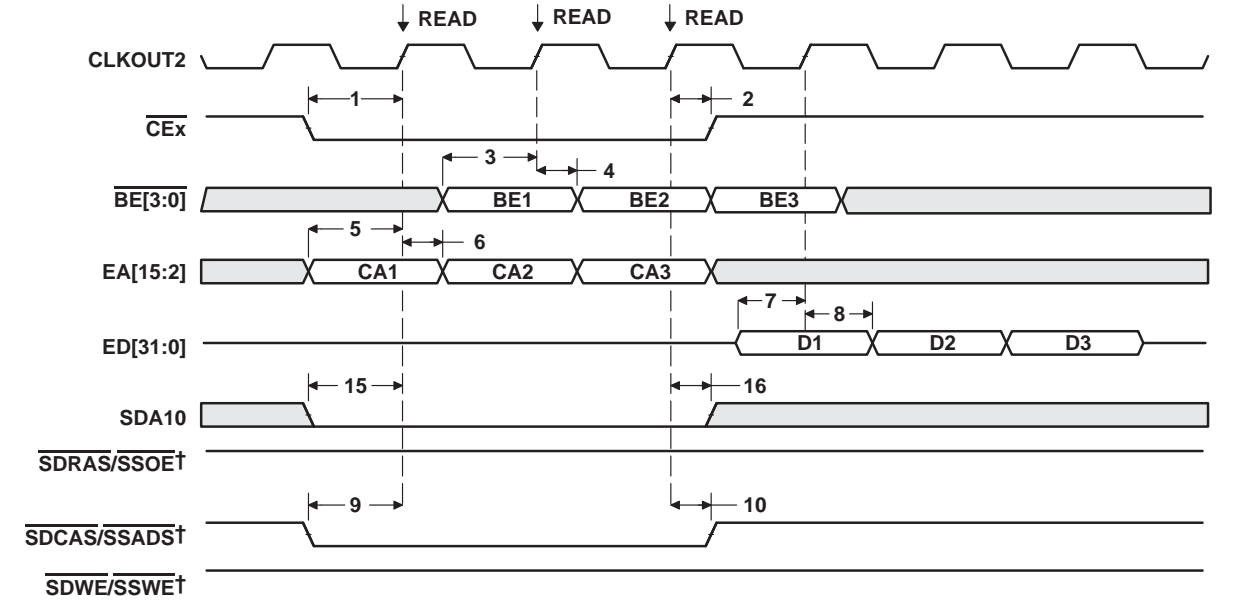 READ READ READ
CLKOUT2
1 2
CEx
3 4
BE[3:0] BE1 BE2 BE3
5 6
EA[15:2] CA1 CA2 CA3
7 8
ED[31:0] D1 D2 D3
15 16
SDA10
SDRAS/SSOE†
9 10
SDCAS/SSADS†
SDWE/SSWE†